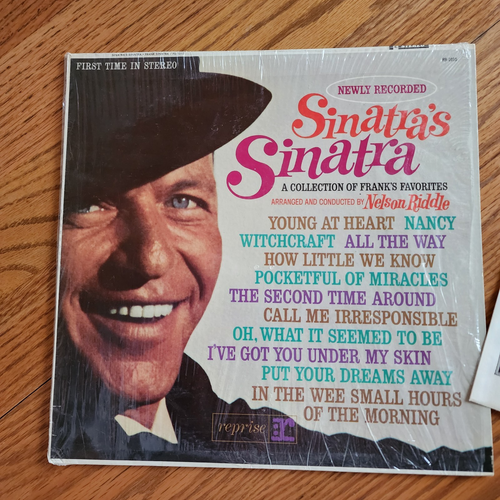 FIRST TIME IN STEREO
NEWLY RECORDED
Sinatra's
Sinatra
A COLLECTION OF FRANK'S FAVORITES
ARRANGED AND CONDUCTED BY Nelson Riddle
YOUNG AT HEART NANCY
WITCHCRAFT ALL THE WAY
HOW LITTLE WE KNOW
POCKETFUL OF MIRACLES
THE SECOND TIME AROUND
CALL ME IRRESPONSIBLE
OH, WHAT IT SEEMED TO BE
I'VE GOT YOU UNDER MY SKIN
PUT YOUR DREAMS AWAY
IN THE WEE SMALL HOURS
OF THE MORNING
reprise